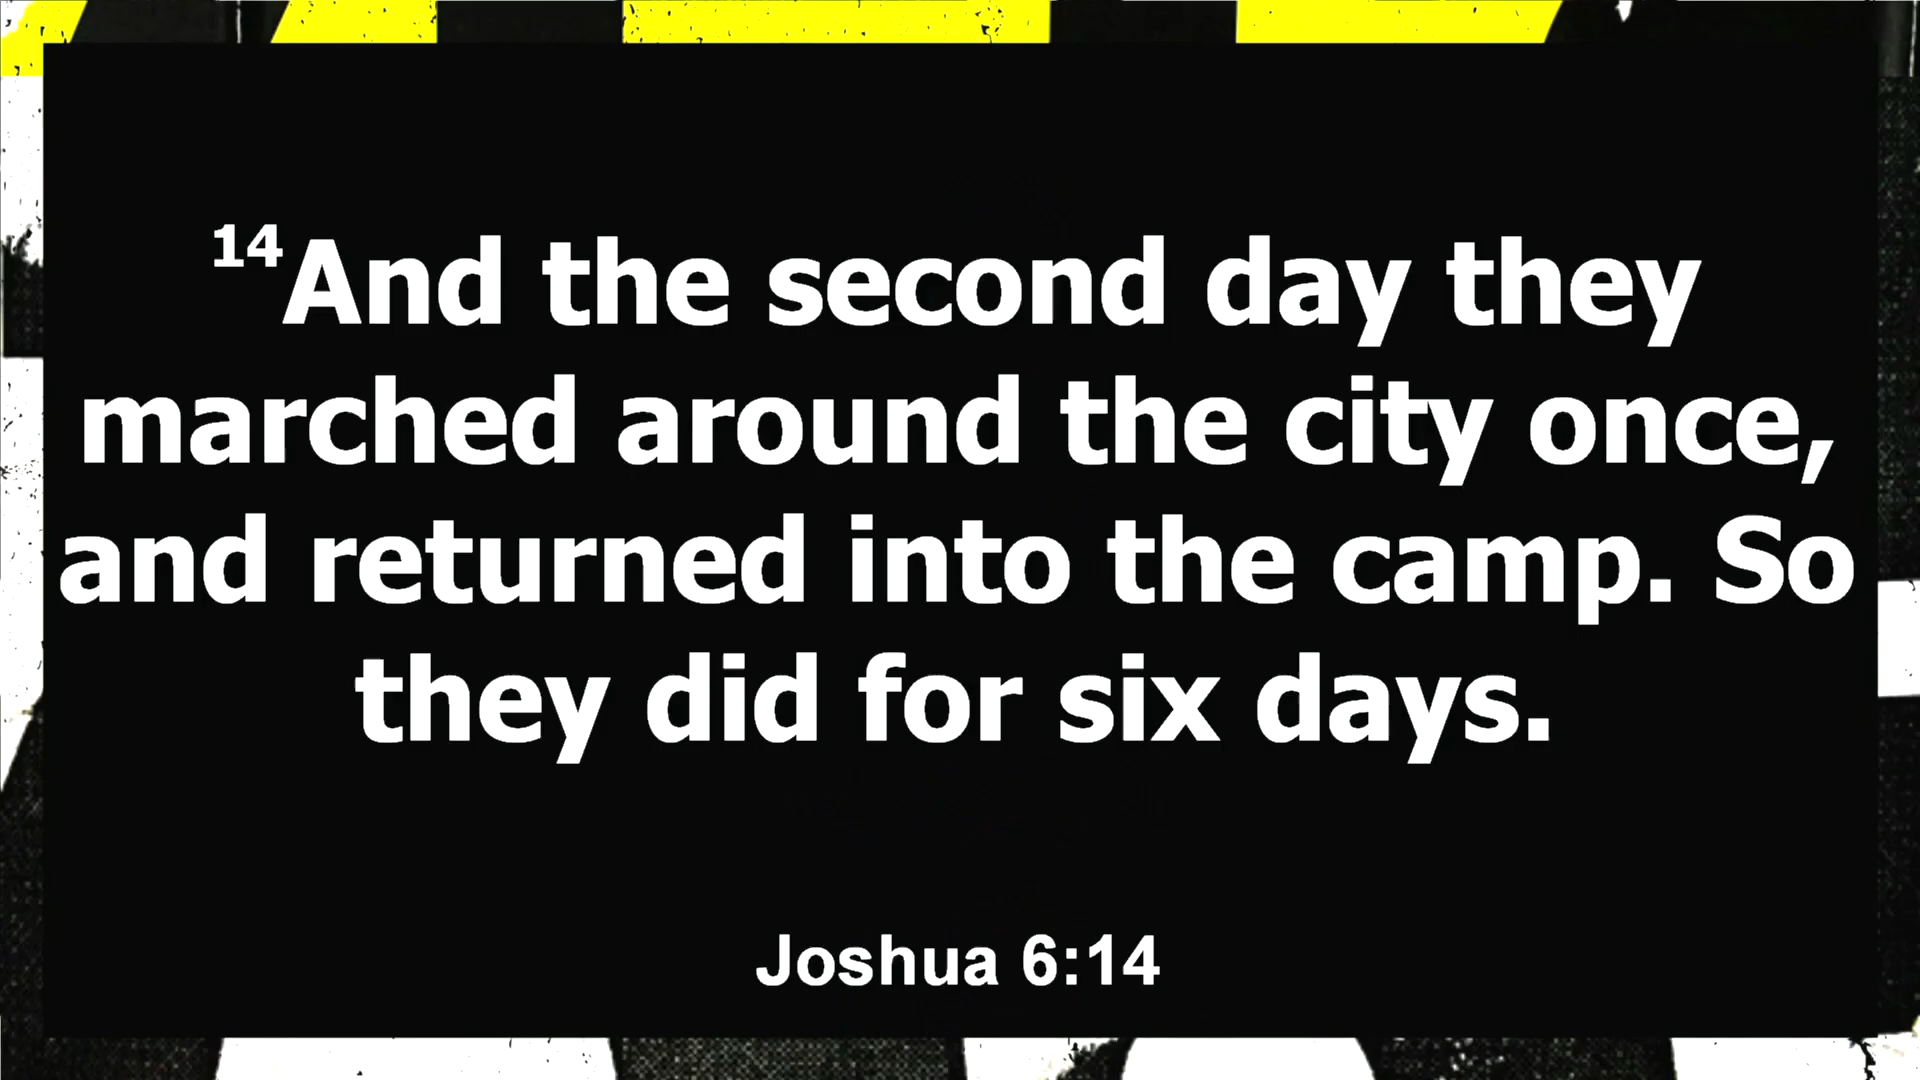 14And the second day they
marched around the city once,
and returned into the camp. So
they did for six days.
Joshua 6:14